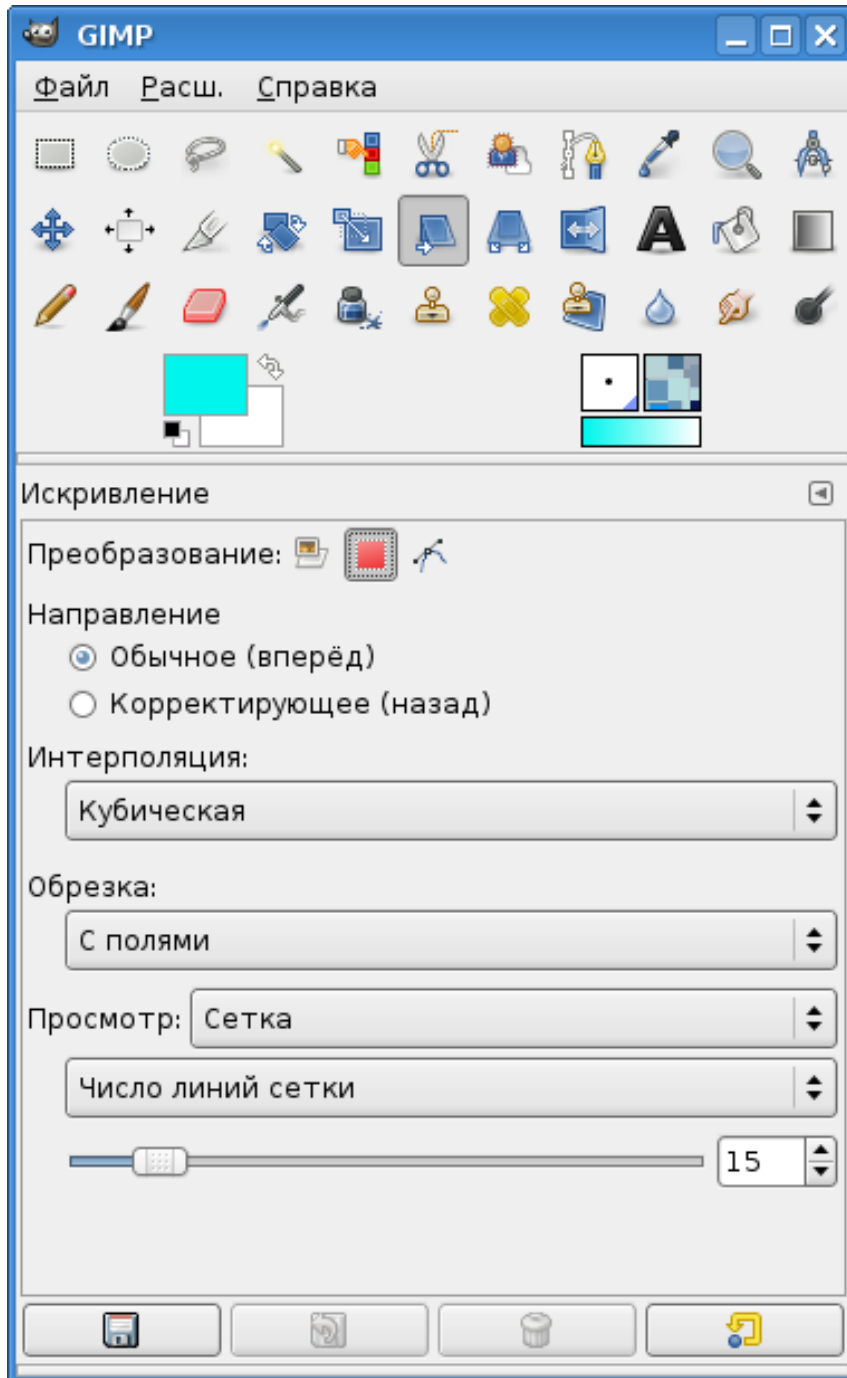 GIMP
Файл Расш. Справка
Искривление
Преобразование:
Направление
Обычное (вперёд)
Корректирующее (назад)
Интерполяция:
Кубическая
Обрезка:
С полями
Просмотр: Сетка
Число линий сетки
15